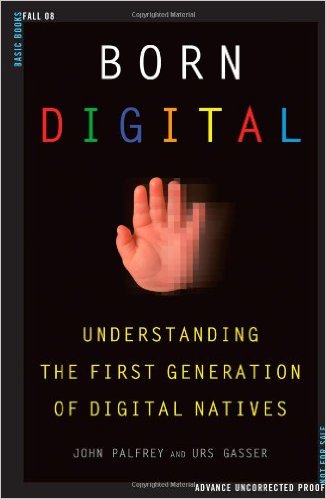 BASIC BOOKS
FALL 08
BORN
DIGITAL
UNDERSTANDING
THE FIRST GENERATION
OF DIGITAL NATIVES
JOHN PALFREY AND URS GASSER
ADVANCE UNCORRECTED PROOF
NOT FOR SALE